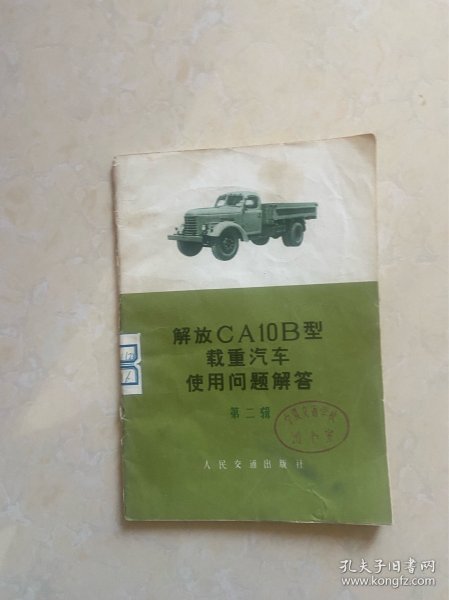 解放CA10B型
载重汽车
使用问题解答
第二辑
人民交通出版社
孔夫子旧书网
www.kongfz.com